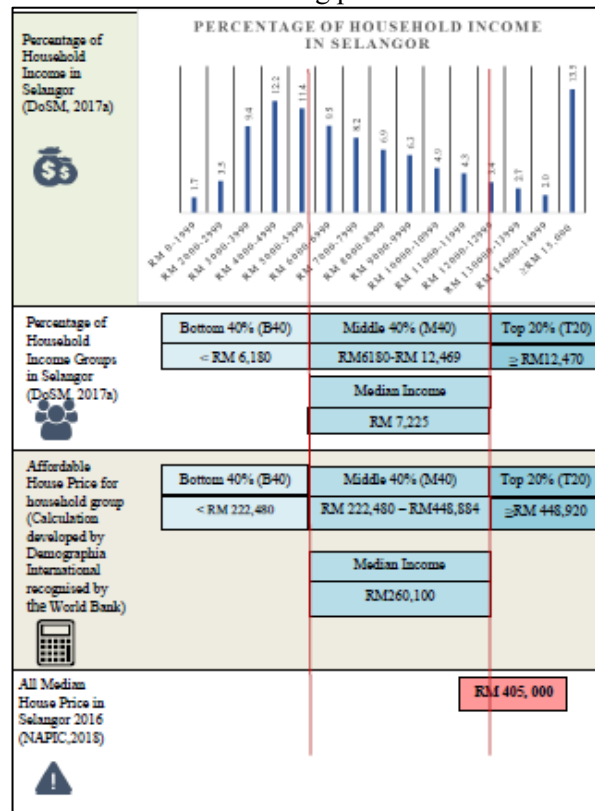 Percentage of
Household
Income in
Selangor
(DoSM, 2017a)
PERCENTAGE OF HOUSEHOLD INCOME
IN SELANGOR
1.7
3.5
9.4
12.2
11.4
9.5
8.2
6.9
6.3
4.9
4.3
3.4
2.7
2.0
13.5
RM 0-1999
RM 2000-2999
RM 3000-3999
RM 4000-4999
RM 5000-5999
RM 6000-6999
RM 7000-7999
RM 8000-8999
RM 9000-9999
RM 10000-10999
RM 11000-11999
RM 12000-12999
RM 130000-13999
RM 14000-14999
≥RM 15,000
Percentage of
Household
Income Groups
in Selangor
(DoSM, 2017a)
Bottom 40% (B40)
Middle 40% (M40)
Top 20% (T20)
< RM 6,180
RM6180-RM 12,469
≥ RM12,470
Median Income
RM 7,225
Affordable
House Price for
household group
(Calculation
developed by
Demographia
International
recognised by
the World Bank)
Bottom 40% (B40)
Middle 40% (M40)
Top 20% (T20)
< RM 222,480
RM 222,480 – RM448,884
≥RM 448,920
Median Income
RM260,100
All Median
House Price in
Selangor 2016
(NAPIC,2018)
RM 405, 000